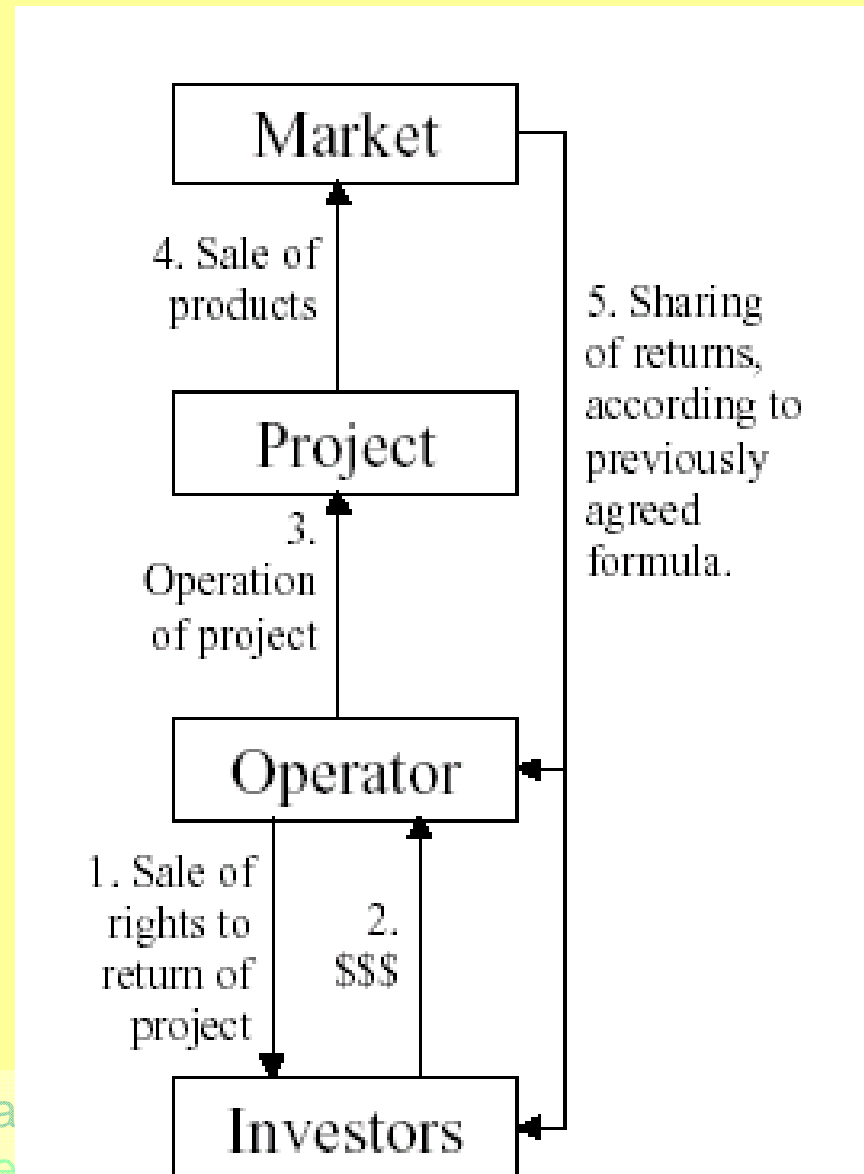 Market
4. Sale of
products
5. Sharing
of returns,
according to
previously
agreed
formula.
Project
3.
Operation
of project
Operator
1. Sale of
rights to
return of
project
2.
$$$
Investors
a
e